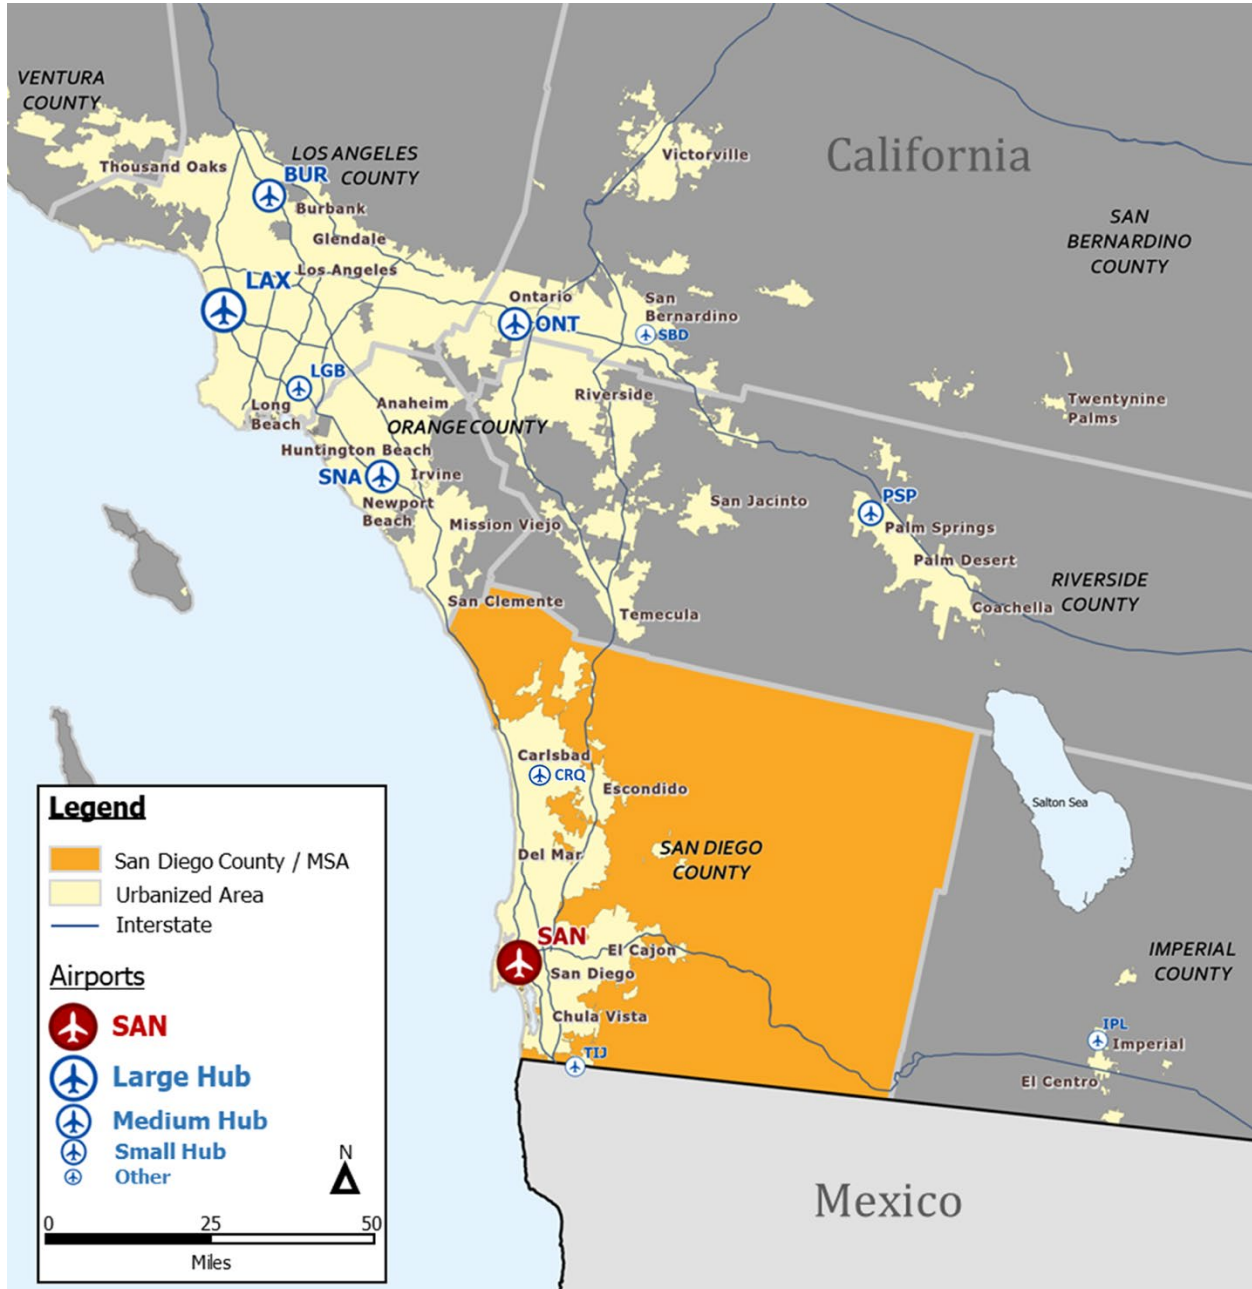 VENTURA
COUNTY
Thousand Oaks
LOS ANGELES
COUNTY
BUR
Burbank
Glendale
Los Angeles
LAX
Victorville
California
SAN
BERNARDINO
COUNTY
Ontario
ONT
San
Bernardino
SBD
LGB
Long
Beach
Anaheim
ORANGE COUNTY
Riverside
Twentynine
Palms
Huntington Beach
SNA
Irvine
Newport
Beach
Mission Viejo
San Jacinto
PSP
Palm Springs
Palm Desert
Coachella
RIVERSIDE
COUNTY
San Clemente
Temecula
Carlsbad
CRQ
Escondido
Salton Sea
Del Mar
SAN DIEGO
COUNTY
SAN
El Cajon
San Diego
Chula Vista
TIJ
IMPERIAL
COUNTY
IPL
Imperial
El Centro
Mexico
Legend
San Diego County / MSA
Urbanized Area
Interstate
Airports
SAN
Large Hub
Medium Hub
Small Hub
Other
N
0 25 50
Miles